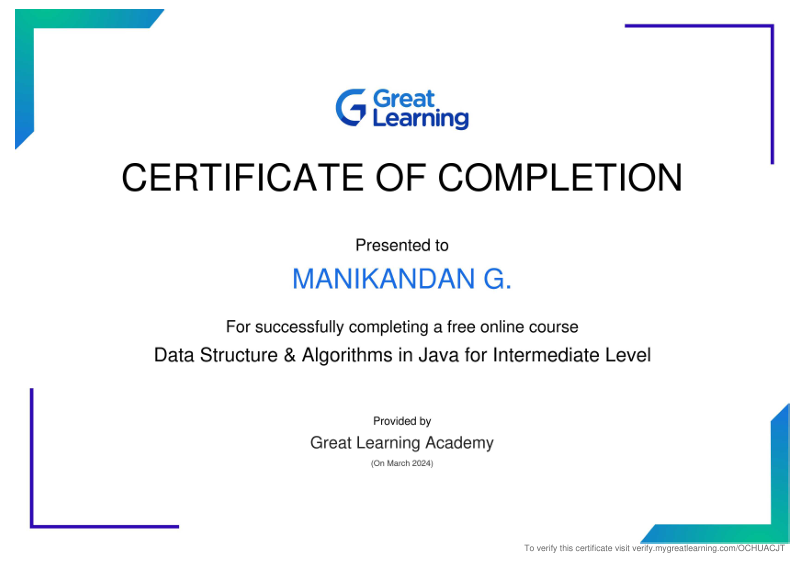 Great
Learning
CERTIFICATE OF COMPLETION
Presented to
MANIKANDAN G.
For successfully completing a free online course
Data Structure & Algorithms in Java for Intermediate Level
Provided by
Great Learning Academy
(On March 2024)
To verify this certificate visit verify.mygreatlearning.com/OCHUACJT